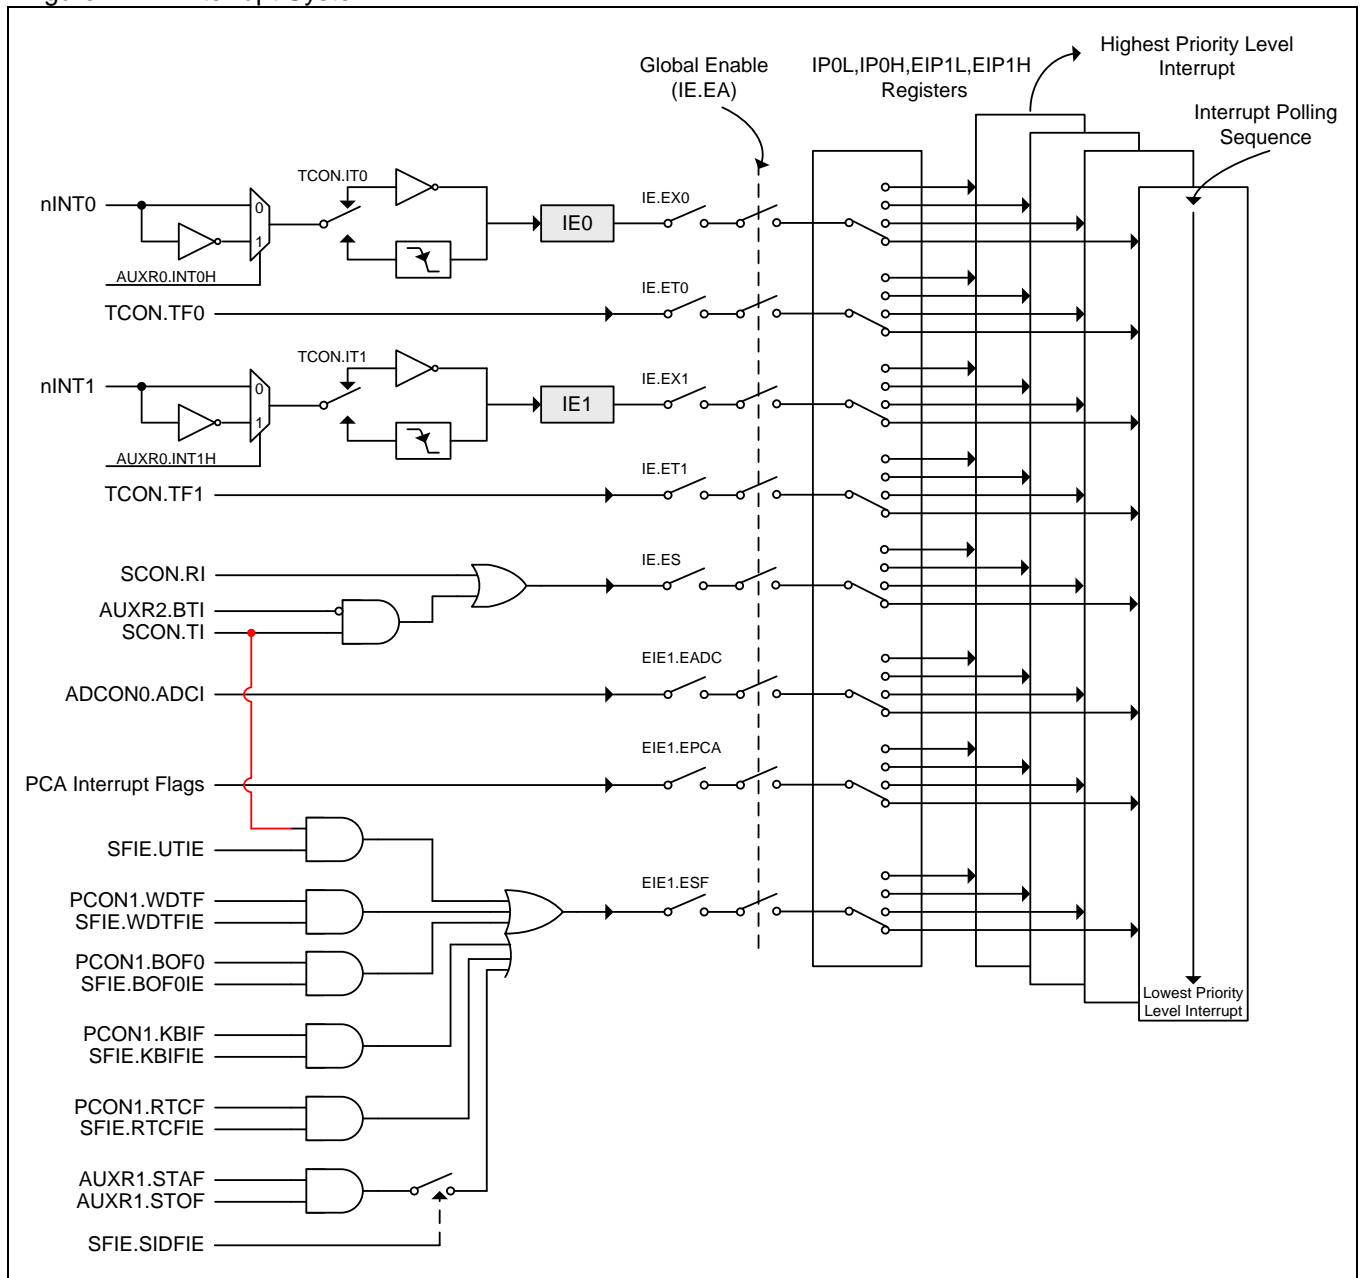 Global Enable
(IE.EA)
IP0L,IP0H,EIP1L,EIP1H
Registers
Highest Priority Level
Interrupt
Interrupt Polling
Sequence
nINT0
0
1
AUXR0.INT0H
TCON.IT0
IE0
IE.EX0
TCON.TF0
IE.ET0
nINT1
0
1
AUXR0.INT1H
TCON.IT1
IE1
IE.EX1
TCON.TF1
IE.ET1
SCON.RI
AUXR2.BTI
SCON.TI
IE.ES
ADCON0.ADCI
EIE1.EADC
PCA Interrupt Flags
EIE1.EPCA
SFIE.UTIE
PCON1.WDTF
SFIE.WDTFIE
EIE1.ESF
PCON1.BOF0
SFIE.BOF0IE
Lowest Priority
Level Interrupt
PCON1.KBIF
SFIE.KBIFIE
PCON1.RTCF
SFIE.RTCFIE
AUXR1.STAF
AUXR1.STOF
SFIE.SIDFIE